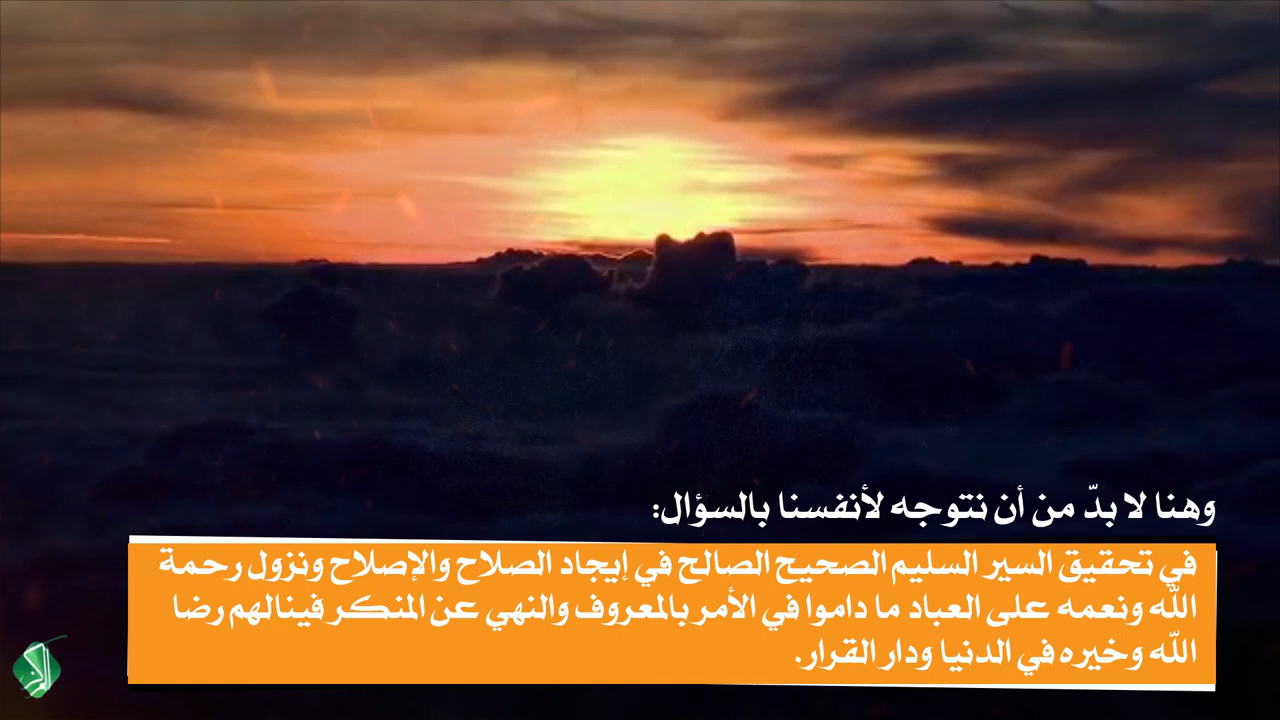 وهنا لا بدّ من أن نتوجه لأنفسنا بالسؤال:
في تحقيق السير السليم الصحيح الصالح في إيجاد الصلاح والإصلاح ونزول رحمة
الله ونعمه على العباد ما داموا في الأمر بالمعروف والنهي عن المنكر فينالهم رضا
الله وخيره في الدنيا ودار القرار.